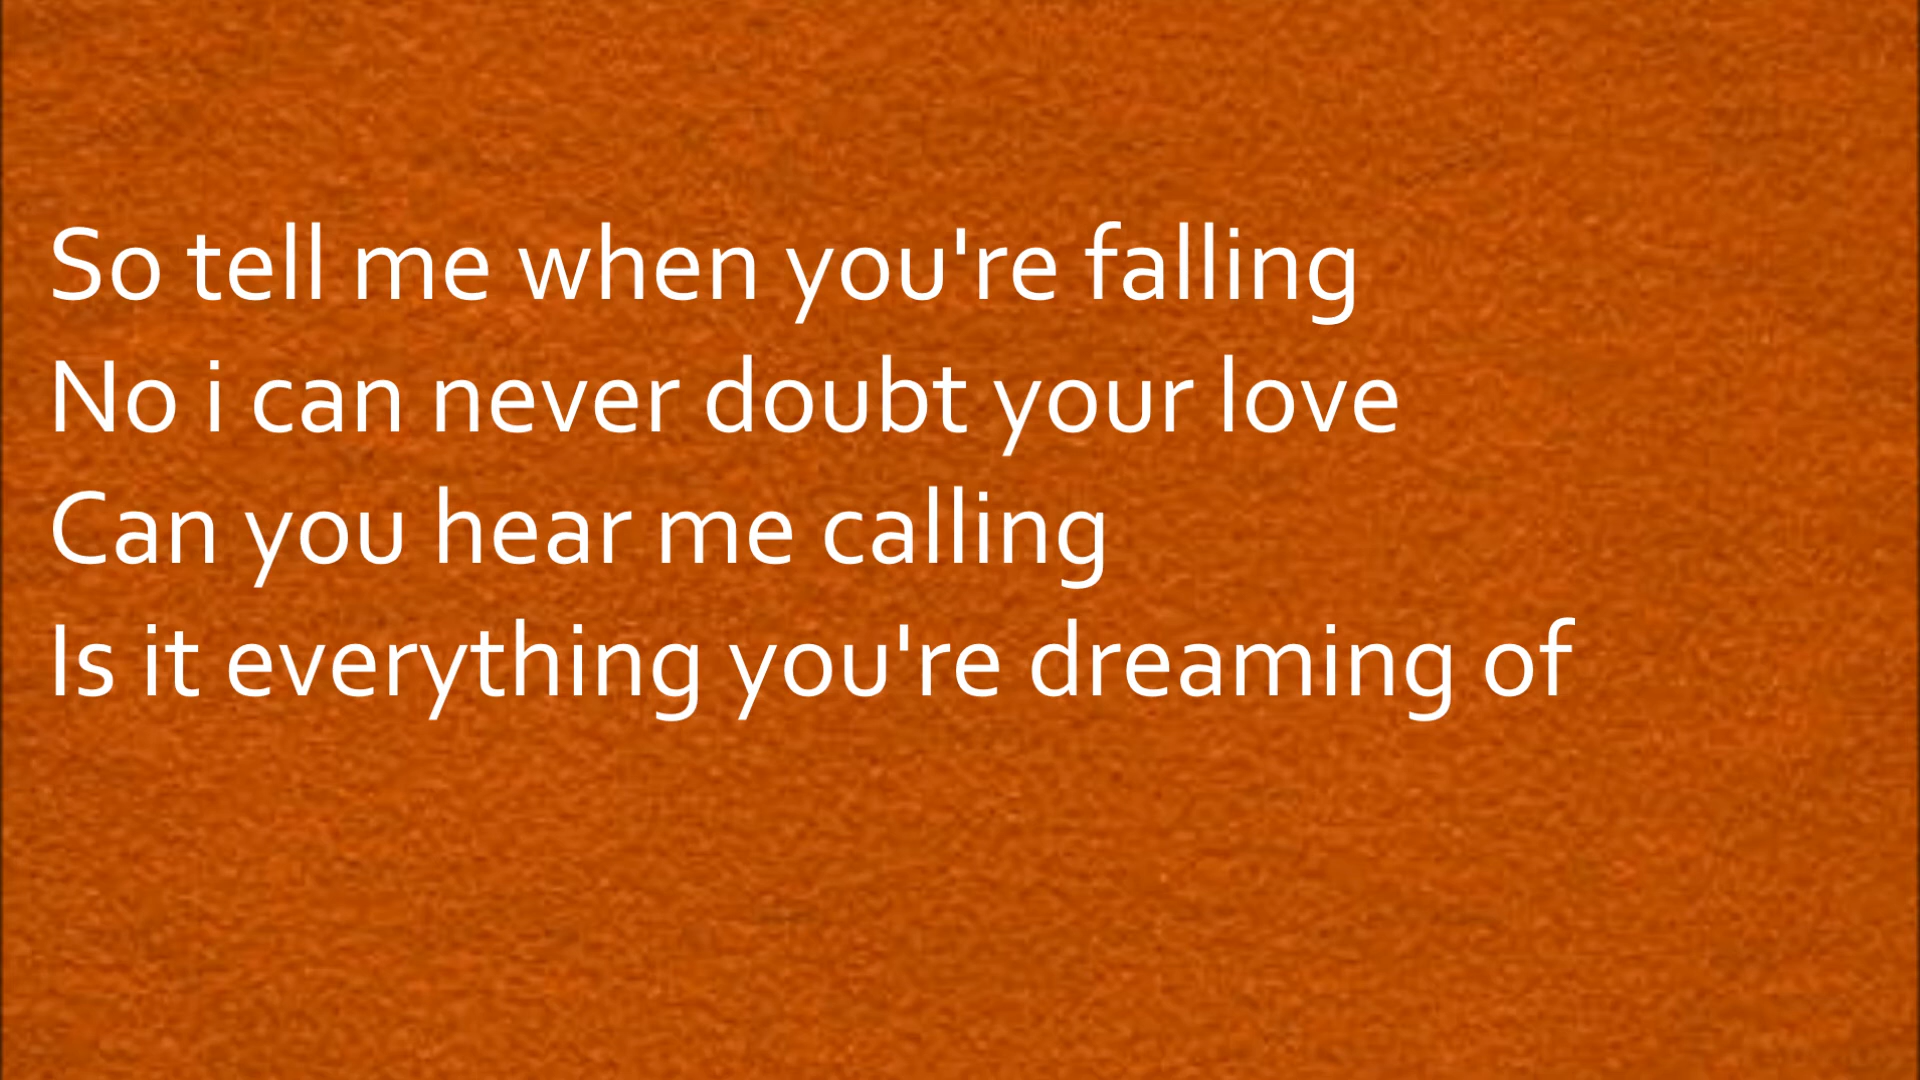 So tell me when you're falling
No i can never doubt your love
Can you hear me calling
Is it everything you're dreaming of